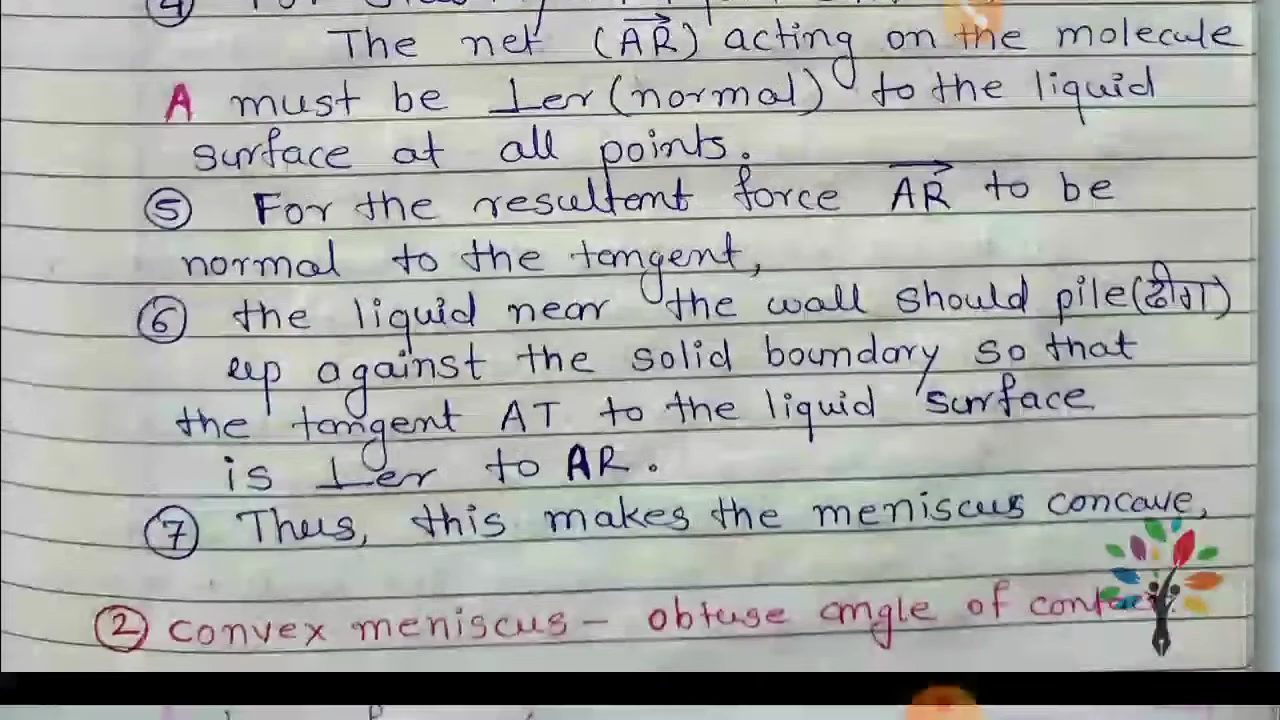 ④ For
The net (AR) acting on the molecule
A must be ⊥er (normal) to the liquid
surface at all points.
⑤ For the resultent force AR to be
normal to the tangent,
⑥ the liquid near the wall should pile(ढीग)
up against the solid boundary so that
the tangent AT to the liquid surface
is ⊥er to AR.
⑦ Thus, this makes the meniscus concave,
② convex meniscus – obtuse angle of contact